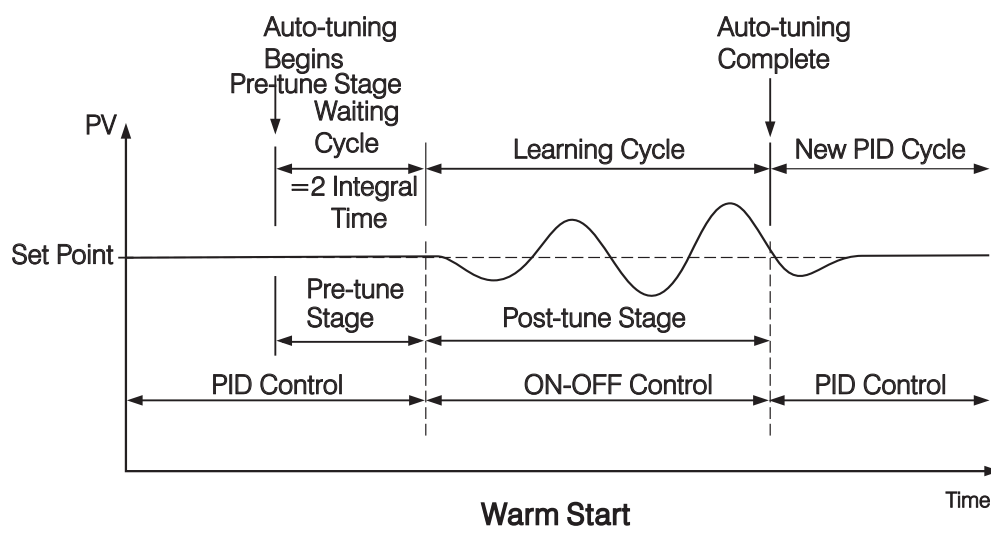 Auto-tuning
Begins
Pre-tune Stage
Auto-tuning
Complete
Waiting
Cycle
=2 Integral
Time
PV
Learning Cycle
New PID Cycle
Set Point
Pre-tune
Stage
Post-tune Stage
PID Control
ON-OFF Control
PID Control
Time
Warm Start